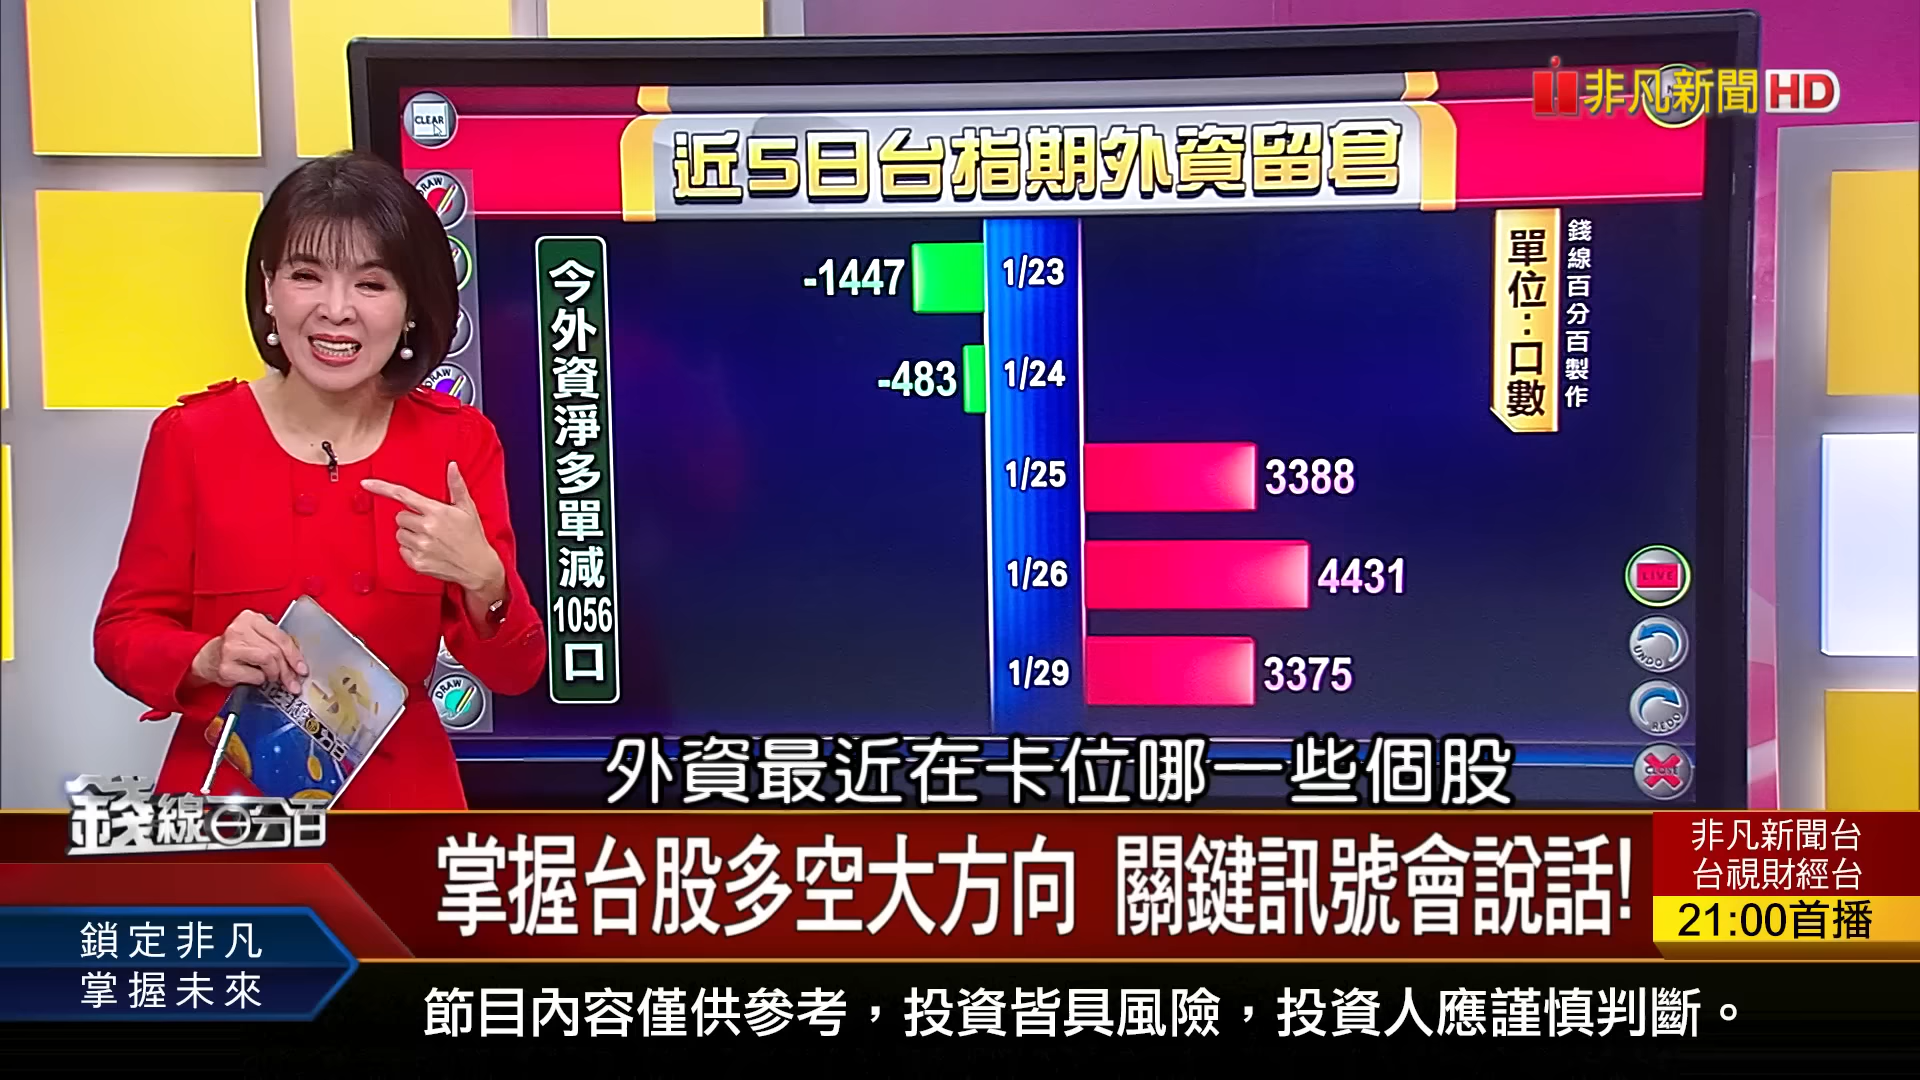 非凡新聞HD
CLEAR
近5日台指期外資留倉
DRAW
DRAW
DRAW
今外資淨多單減1056口
-1447
1/23
-483
1/24
1/25
3388
1/26
4431
1/29
3375
單位:口數
錢線百分百製作
LIVE
UNDO
REDO
CLOSE
外資最近在卡位哪一些個股
錢線百分百
掌握台股多空大方向 關鍵訊號會說話!
非凡新聞台
台視財經台
21:00首播
鎖定非凡
掌握未來
節目內容僅供參考，投資皆具風險，投資人應謹慎判斷。